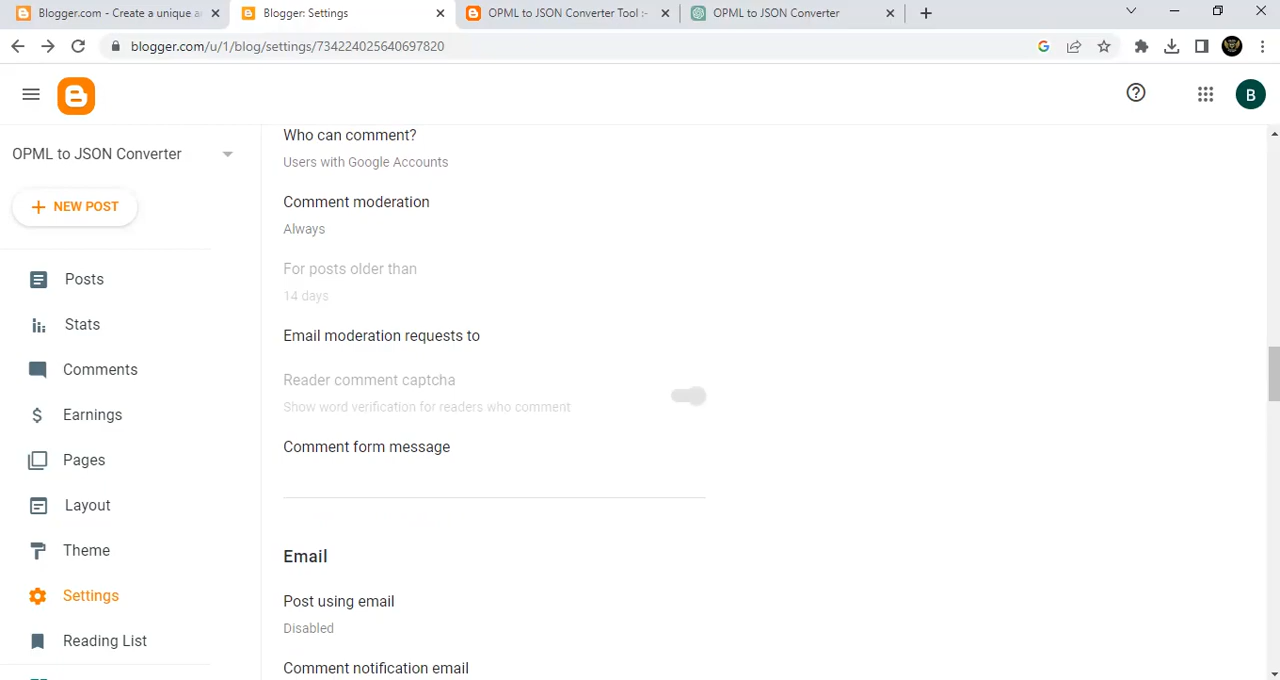 Blogger.com - Create a unique a
Blogger: Settings
OPML to JSON Converter Tool :-
OPML to JSON Converter
blogger.com/u/1/blog/settings/734224025640697820
B
OPML to JSON Converter
NEW POST
Posts
Stats
Comments
Earnings
Pages
Layout
Theme
Settings
Reading List
Who can comment?
Users with Google Accounts
Comment moderation
Always
For posts older than
14 days
Email moderation requests to
Reader comment captcha
Show word verification for readers who comment
Comment form message
Email
Post using email
Disabled
Comment notification email